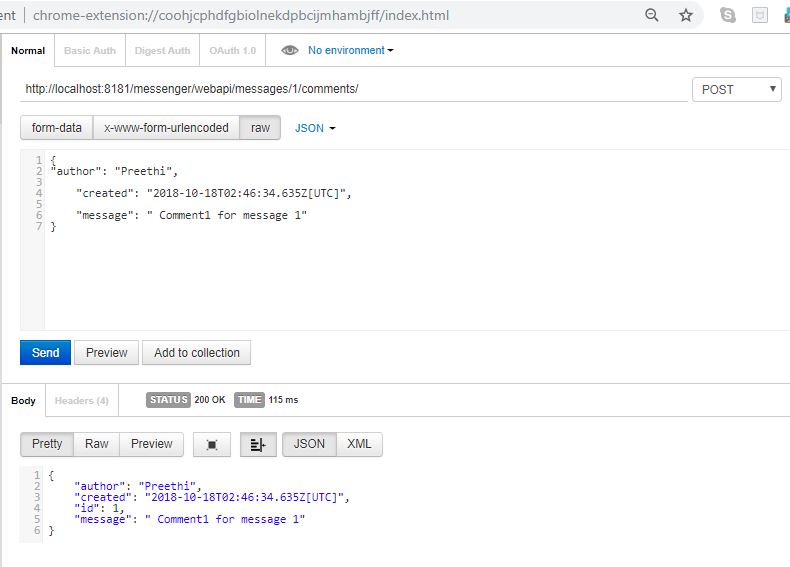 ent chrome-extension://coohjcphdfgbiolnekdpbcijmhambjff/index.html
Normal Basic Auth Digest Auth OAuth 1.0 No environment
http://localhost:8181/messenger/webapi/messages/1/comments/ POST
form-data x-www-form-urlencoded raw JSON
1 {
2 "author": "Preethi",
3
4 "created": "2018-10-18T02:46:34.635Z[UTC]",
5
6 "message": " Comment1 for message 1"
7 }
Send Preview Add to collection
Body Headers (4) STATUS 200 OK TIME 115 ms
Pretty Raw Preview JSON XML
1 {
2 "author": "Preethi",
3 "created": "2018-10-18T02:46:34.635Z[UTC]",
4 "id": 1,
5 "message": " Comment1 for message 1"
6 }